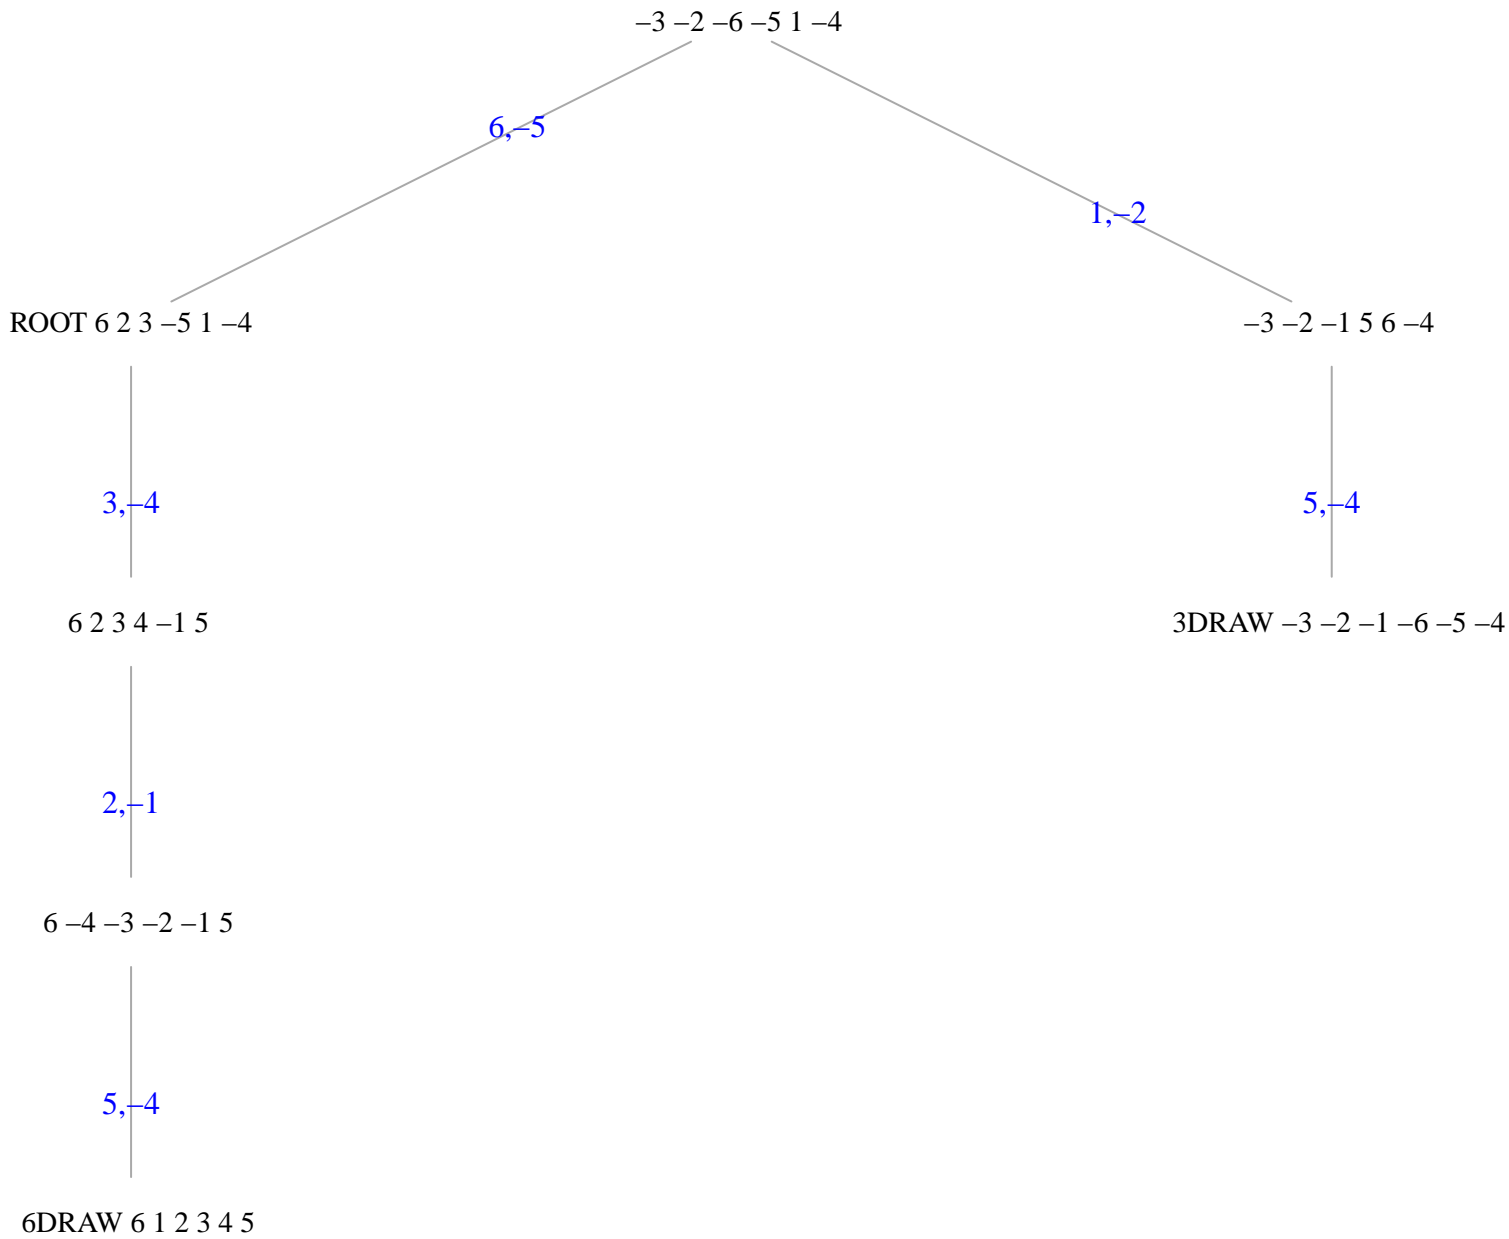 –3 –2 –6 –5 1 –4
6,–5
1,–2
ROOT 6 2 3 –5 1 –4
–3 –2 –1 5 6 –4
3,–4
5,–4
6 2 3 4 –1 5
3DRAW –3 –2 –1 –6 –5 –4
2,–1
6 –4 –3 –2 –1 5
5,–4
6DRAW 6 1 2 3 4 5